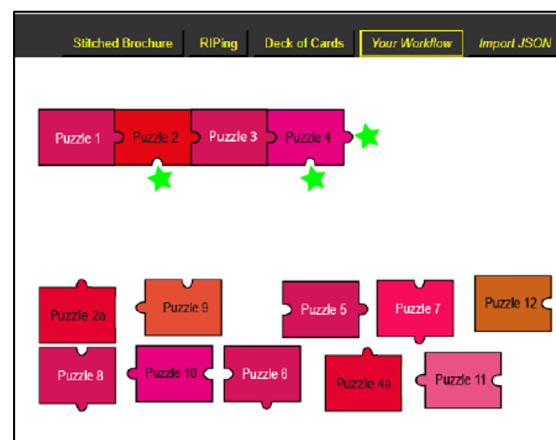 Stitched Brochure RIPing Deck of Cards Your Workflow Import JSON
Puzzle 1 Puzzle 2 Puzzle 3 Puzzle 4
Puzzle 2a Puzzle 9 Puzzle 5 Puzzle 7 Puzzle 12
Puzzle 8 Puzzle 10 Puzzle 6 Puzzle 4a Puzzle 11